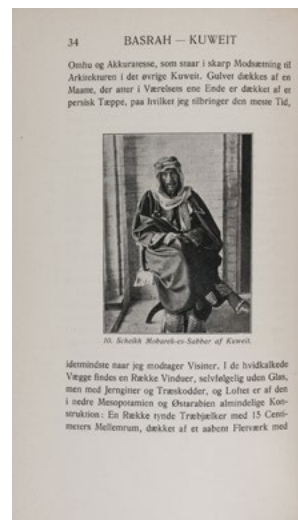 34
BASRAH — KUWEIT
Omhu og Akkuratesse, som staar i skarp Modsætning til
Arkitekturen i det øvrige Kuweit. Gulvet dækkes af en
Maatte, der atter i Værelsets ene Ende er dækket af et
persisk Tæppe, paa hvilket jeg tilbringer den meste Tid,
10. Scheikh Mobarek-es-Subbar af Kuweit.
idetmindste naar jeg modtager Visitter. I de hvidkalkede
Vægge findes en Række Vinduer, selvfølgelig uden Glas,
men med Jernginer og Træskodder, og Loftet er af den
i nedre Mesopotamien og Østarabien almindelige Kon-
struktion: En Række tynde Træbjælker med 15 Centi-
meters Mellemrum, dækket af et aabent Fletværk med